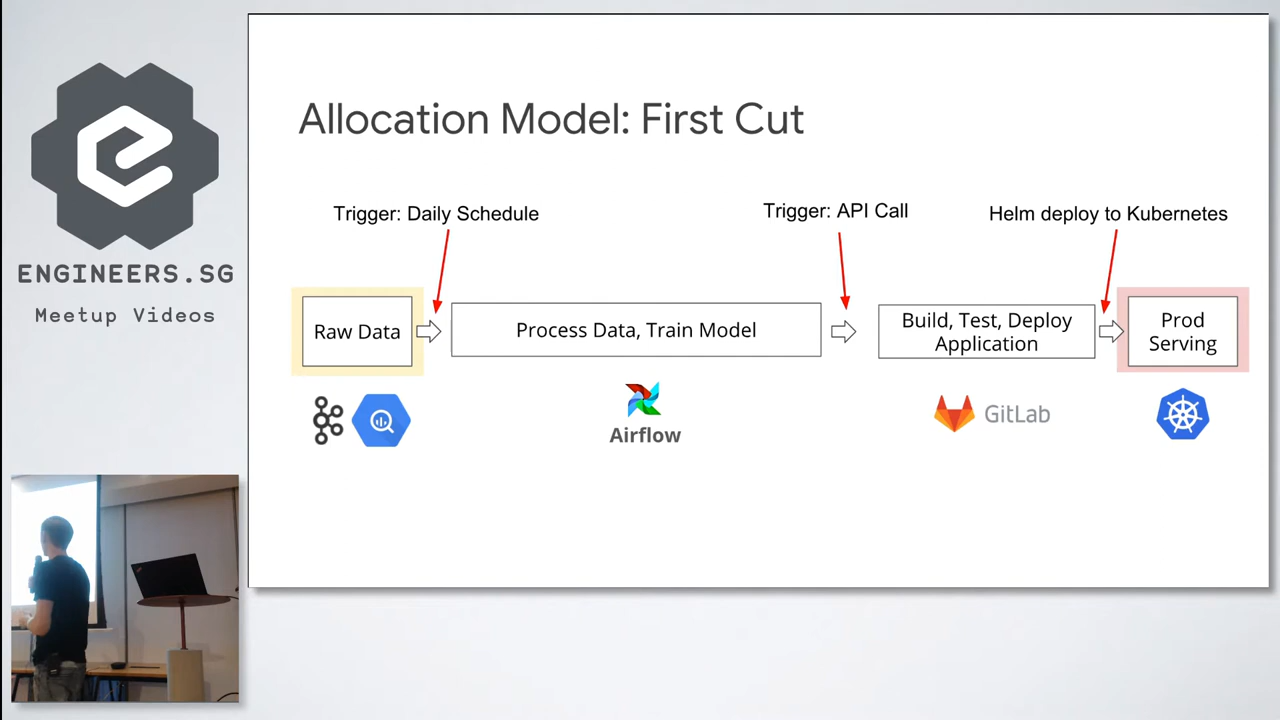 Allocation Model: First Cut
Trigger: Daily Schedule
Trigger: API Call
Helm deploy to Kubernetes
Raw Data
Process Data, Train Model
Build, Test, Deploy
Application
Prod
Serving
Airflow
GitLab
ENGINEERS.SG
Meetup Videos